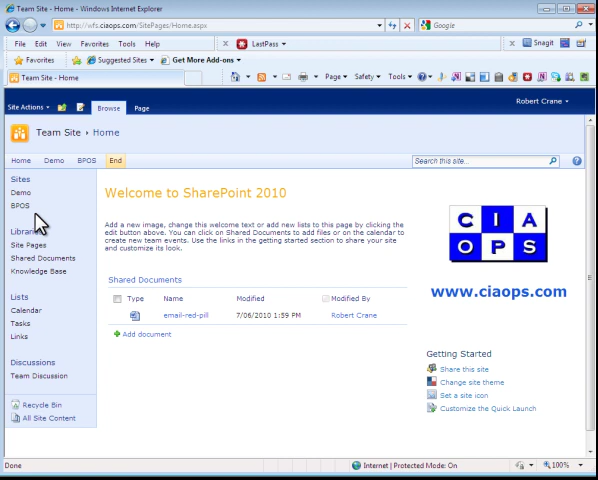 Team Site - Home - Windows Internet Explorer
http://wfs.ciaops.com/SitePages/Home.aspx
Google
File Edit View Favorites Tools Help
x LastPass
x Snagit
Favorites Suggested Sites Get More Add-ons
Team Site - Home
Page Safety Tools
Site Actions Browse Page Robert Crane
Team Site Home
Home Demo BPOS End
Search this site...
Sites
Demo
BPOS
Libraries
Site Pages
Shared Documents
Knowledge Base
Lists
Calendar
Tasks
Links
Discussions
Team Discussion
Recycle Bin
All Site Content
Welcome to SharePoint 2010
Add a new image, change this welcome text or add new lists to this page by clicking the
edit button above. You can click on Shared Documents to add files or on the calendar to
create new team events. Use the links in the getting started section to share your site
and customize its look.
Shared Documents
Type Name Modified Modified By
email-red-pill 7/06/2010 1:59 PM Robert Crane
Add document
C I A
O P S
www.ciaops.com
Getting Started
Share this site
Change site theme
Set a site icon
Customize the Quick Launch
Done
Internet | Protected Mode: On
100%